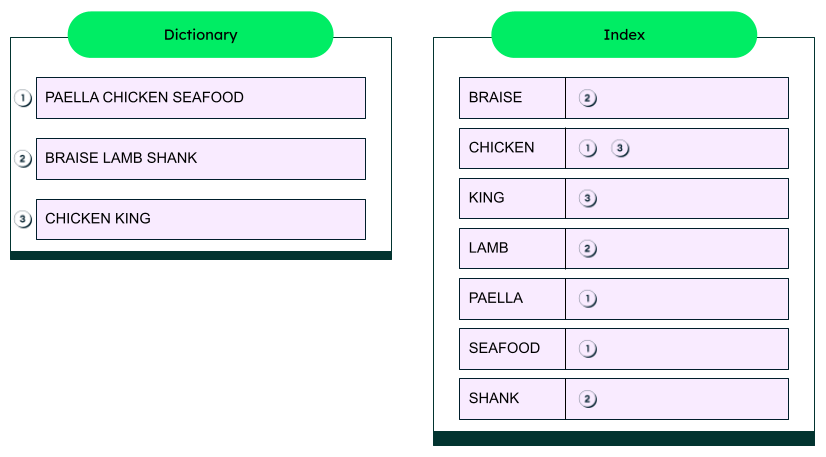 Dictionary
1 PAELLA CHICKEN SEAFOOD
2 BRAISE LAMB SHANK
3 CHICKEN KING
Index
BRAISE 2
CHICKEN 1 3
KING 3
LAMB 2
PAELLA 1
SEAFOOD 1
SHANK 2